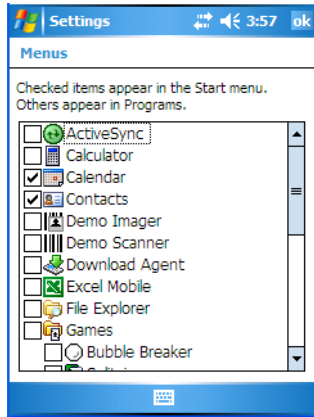 Settings 3:57 ok
Menus
Checked items appear in the Start menu.
Others appear in Programs.
ActiveSync
Calculator
Calendar
Contacts
Demo Imager
Demo Scanner
Download Agent
Excel Mobile
File Explorer
Games
Bubble Breaker